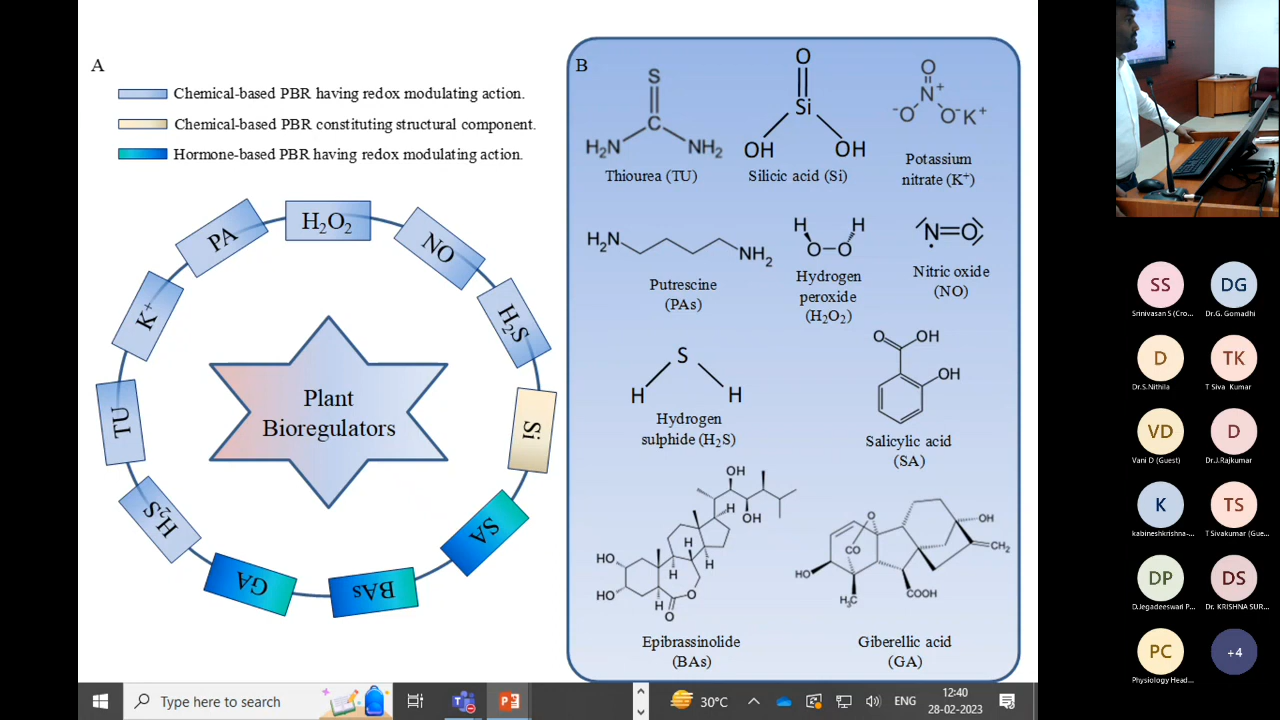 A
Chemical-based PBR having redox modulating action.
Chemical-based PBR constituting structural component.
Hormone-based PBR having redox modulating action.
H₂O₂
NO
H₂S
Si
SA
BAs
GA
H₂S
TU
K⁺
PA
Plant
Bioregulators
B
S
C
H₂N
NH₂
Thiourea (TU)
O
Si
OH
OH
Silicic acid (Si)
O
N⁺
⁻O
O⁻K⁺
Potassium
nitrate (K⁺)
H₂N
NH₂
Putrescine
(PAs)
H
H
O–O
Hydrogen
peroxide
(H₂O₂)
N=O
Nitric oxide
(NO)
S
H
H
Hydrogen
sulphide (H₂S)
O
OH
OH
Salicylic acid
(SA)
OH
OH
H
H
H
H
HO
HO
H
O
O
Epibrassinolide
(BAs)
O
OH
CO
CH₂
HO
H₃C
COOH
H
Giberellic acid
(GA)
SS
Srinivasan S (Cro...
DG
Dr.G. Gomadhi
D
Dr.S.Nithila
TK
T Siva Kumar
VD
Vani D (Guest)
D
Dr.J.Rajkumar
K
kabineshkrishna-...
TS
T Sivakumar (Gue...
DP
D.Jegadeeswari P...
DS
Dr. KRISHNA SUR...
PC
Physiology Head...
+4
Type here to search
30°C
ENG
12:40
28-02-2023